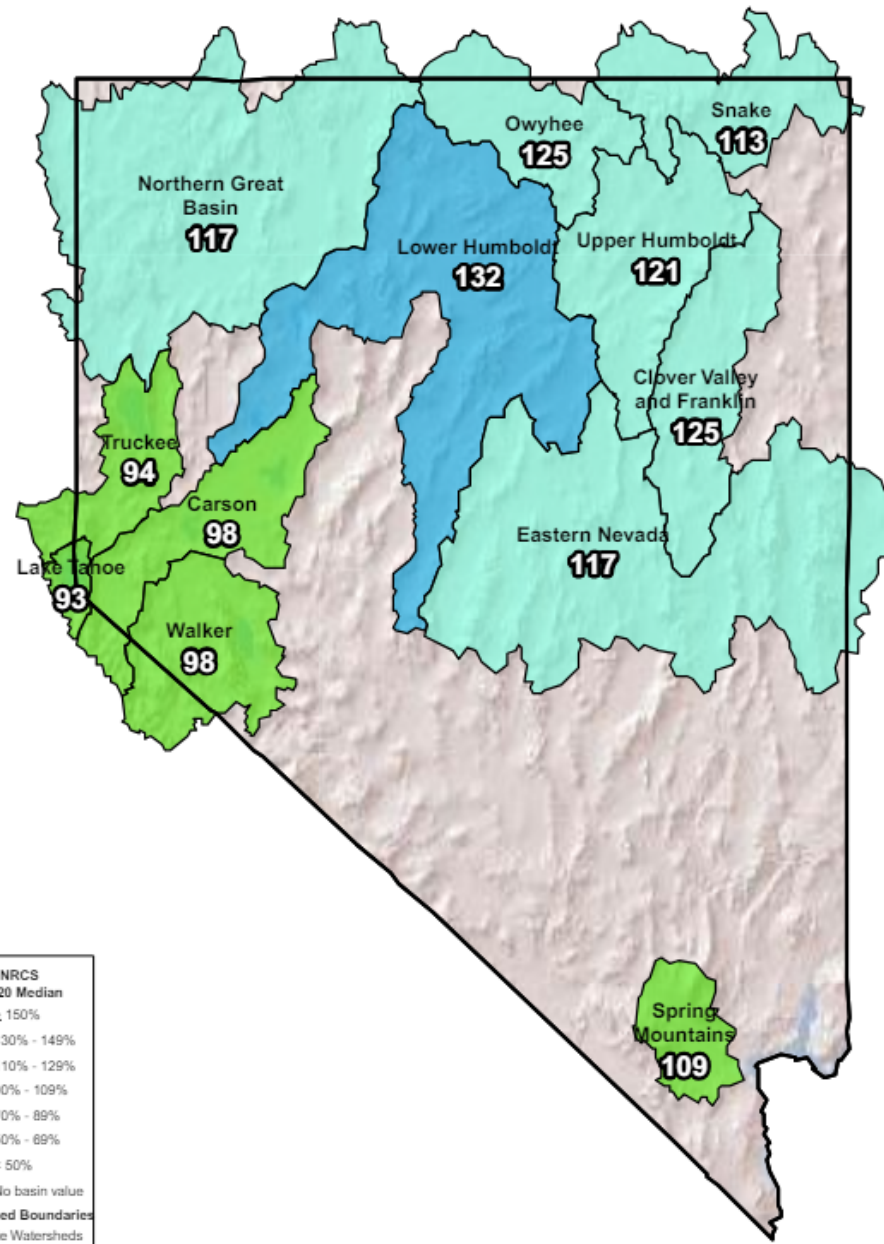 Snake
113
Owyhee
125
Northern Great
Basin
117
Lower Humboldt
132
Upper Humboldt
121
Clover Valley
and Franklin
125
Truckee
94
Carson
98
Eastern Nevada
117
Lake Tahoe
93
Walker
98
Spring
Mountains
109
NRCS
20 Median
150%
30% - 149%
10% - 129%
0% - 109%
0% - 89%
0% - 69%
50%
No basin value
ed Boundaries
e Watersheds